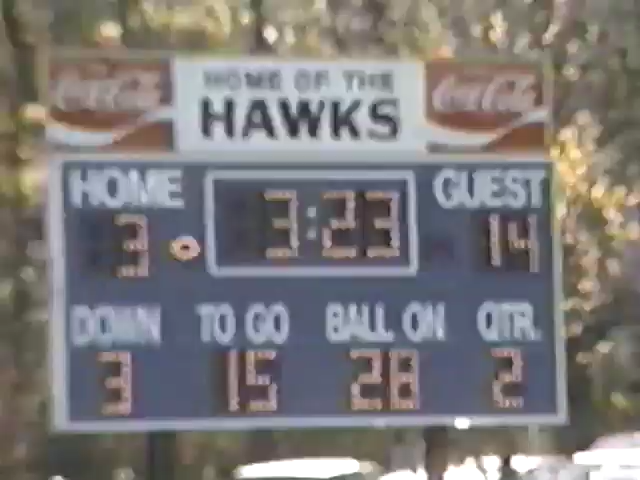 Coca-Cola HOME OF THE Coca-Cola
HAWKS
HOME 3:23 GUEST
3 14
DOWN TO GO BALL ON QTR.
3 15 28 2